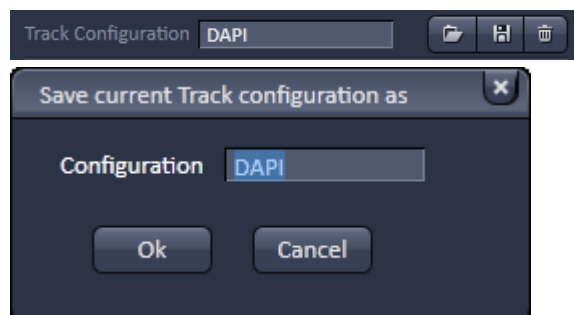 Track Configuration DAPI
Save current Track configuration as
Configuration DAPI
Ok Cancel